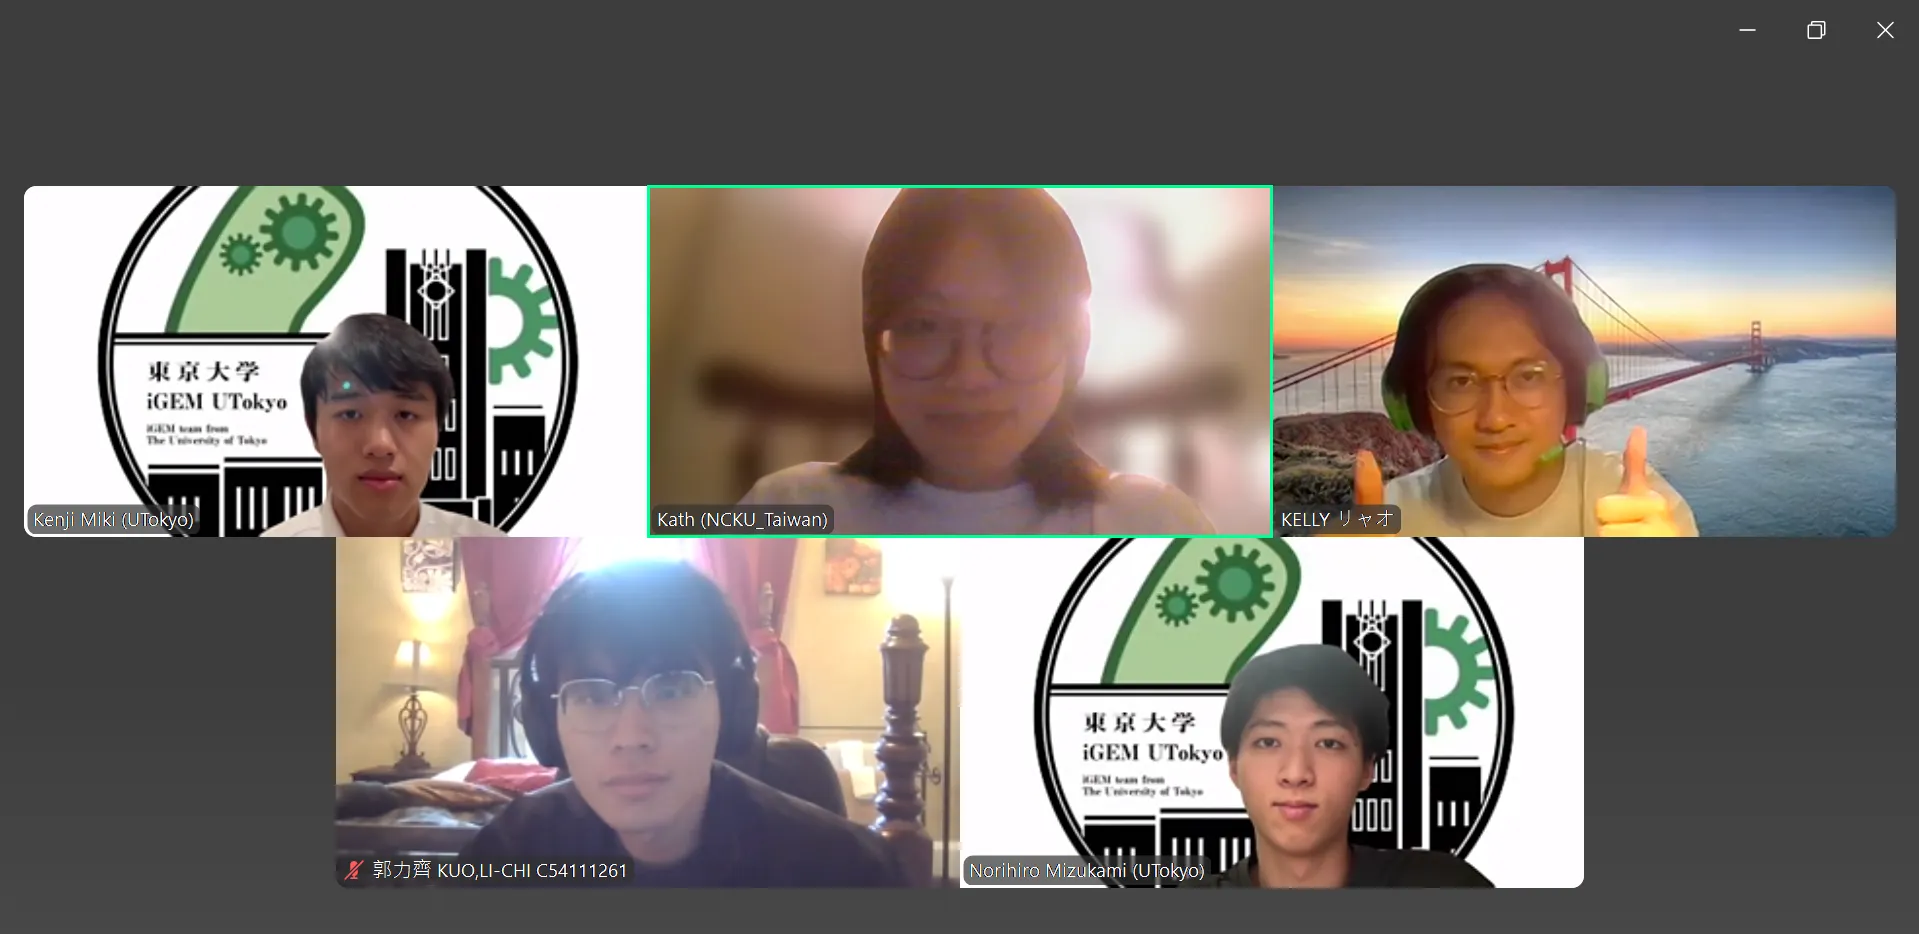 東京大学
iGEM UTokyo
iGEM team from
The University of Tokyo
Kenji Miki (UTokyo)
Kath (NCKU_Taiwan)
KELLY リャオ
郭力齊 KUO,LI-CHI C54111261
東京大学
iGEM UTokyo
iGEM team from
The University of Tokyo
Norihiro Mizukami (UTokyo)